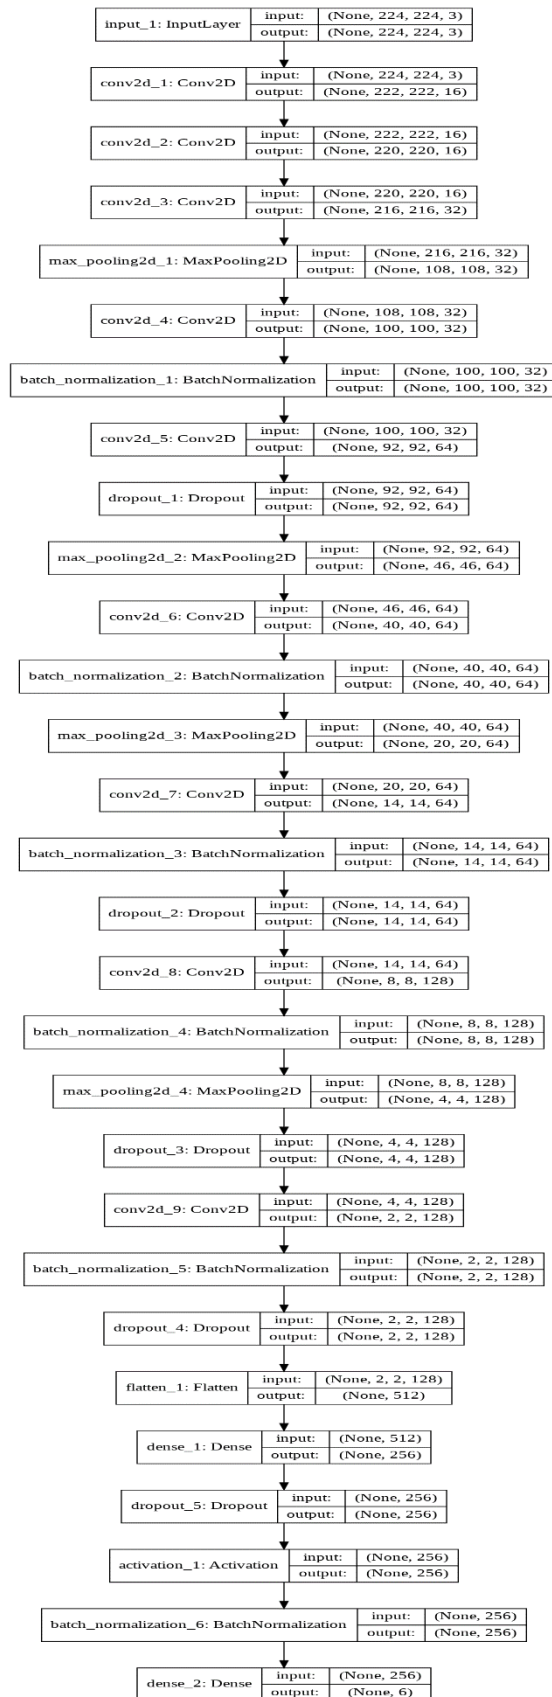 input_1: InputLayer input: (None, 224, 224, 3)
output: (None, 224, 224, 3)
conv2d_1: Conv2D input: (None, 224, 224, 3)
output: (None, 222, 222, 16)
conv2d_2: Conv2D input: (None, 222, 222, 16)
output: (None, 220, 220, 16)
conv2d_3: Conv2D input: (None, 220, 220, 16)
output: (None, 216, 216, 32)
max_pooling2d_1: MaxPooling2D input: (None, 216, 216, 32)
output: (None, 108, 108, 32)
conv2d_4: Conv2D input: (None, 108, 108, 32)
output: (None, 100, 100, 32)
batch_normalization_1: BatchNormalization input: (None, 100, 100, 32)
output: (None, 100, 100, 32)
conv2d_5: Conv2D input: (None, 100, 100, 32)
output: (None, 92, 92, 64)
dropout_1: Dropout input: (None, 92, 92, 64)
output: (None, 92, 92, 64)
max_pooling2d_2: MaxPooling2D input: (None, 92, 92, 64)
output: (None, 46, 46, 64)
conv2d_6: Conv2D input: (None, 46, 46, 64)
output: (None, 40, 40, 64)
batch_normalization_2: BatchNormalization input: (None, 40, 40, 64)
output: (None, 40, 40, 64)
max_pooling2d_3: MaxPooling2D input: (None, 40, 40, 64)
output: (None, 20, 20, 64)
conv2d_7: Conv2D input: (None, 20, 20, 64)
output: (None, 14, 14, 64)
batch_normalization_3: BatchNormalization input: (None, 14, 14, 64)
output: (None, 14, 14, 64)
dropout_2: Dropout input: (None, 14, 14, 64)
output: (None, 14, 14, 64)
conv2d_8: Conv2D input: (None, 14, 14, 64)
output: (None, 8, 8, 128)
batch_normalization_4: BatchNormalization input: (None, 8, 8, 128)
output: (None, 8, 8, 128)
max_pooling2d_4: MaxPooling2D input: (None, 8, 8, 128)
output: (None, 4, 4, 128)
dropout_3: Dropout input: (None, 4, 4, 128)
output: (None, 4, 4, 128)
conv2d_9: Conv2D input: (None, 4, 4, 128)
output: (None, 2, 2, 128)
batch_normalization_5: BatchNormalization input: (None, 2, 2, 128)
output: (None, 2, 2, 128)
dropout_4: Dropout input: (None, 2, 2, 128)
output: (None, 2, 2, 128)
flatten_1: Flatten input: (None, 2, 2, 128)
output: (None, 512)
dense_1: Dense input: (None, 512)
output: (None, 256)
dropout_5: Dropout input: (None, 256)
output: (None, 256)
activation_1: Activation input: (None, 256)
output: (None, 256)
batch_normalization_6: BatchNormalization input: (None, 256)
output: (None, 256)
dense_2: Dense input: (None, 256)
output: (None, 6)